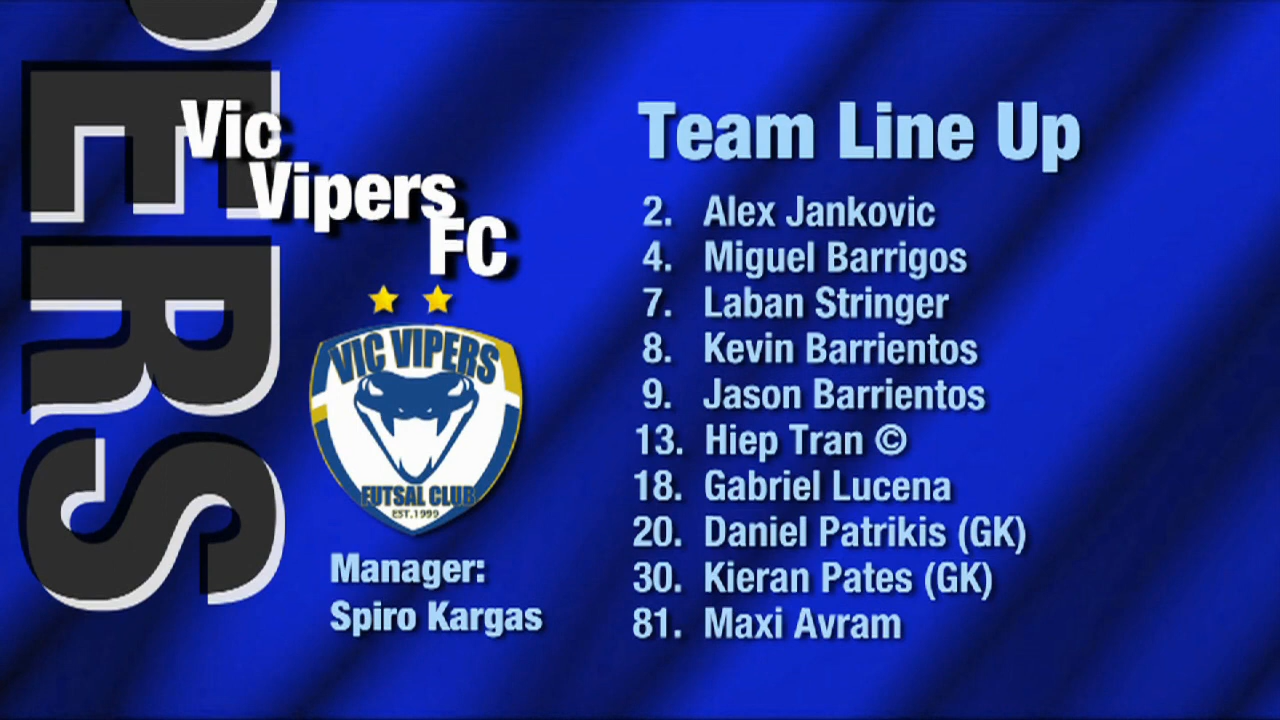 PERS
Vic
Vipers
FC
VIC VIPERS
FUTSAL CLUB
EST.1999
Manager:
Spiro Kargas
Team Line Up
2. Alex Jankovic
4. Miguel Barrigos
7. Laban Stringer
8. Kevin Barrientos
9. Jason Barrientos
13. Hiep Tran ©
18. Gabriel Lucena
20. Daniel Patrikis (GK)
30. Kieran Pates (GK)
81. Maxi Avram